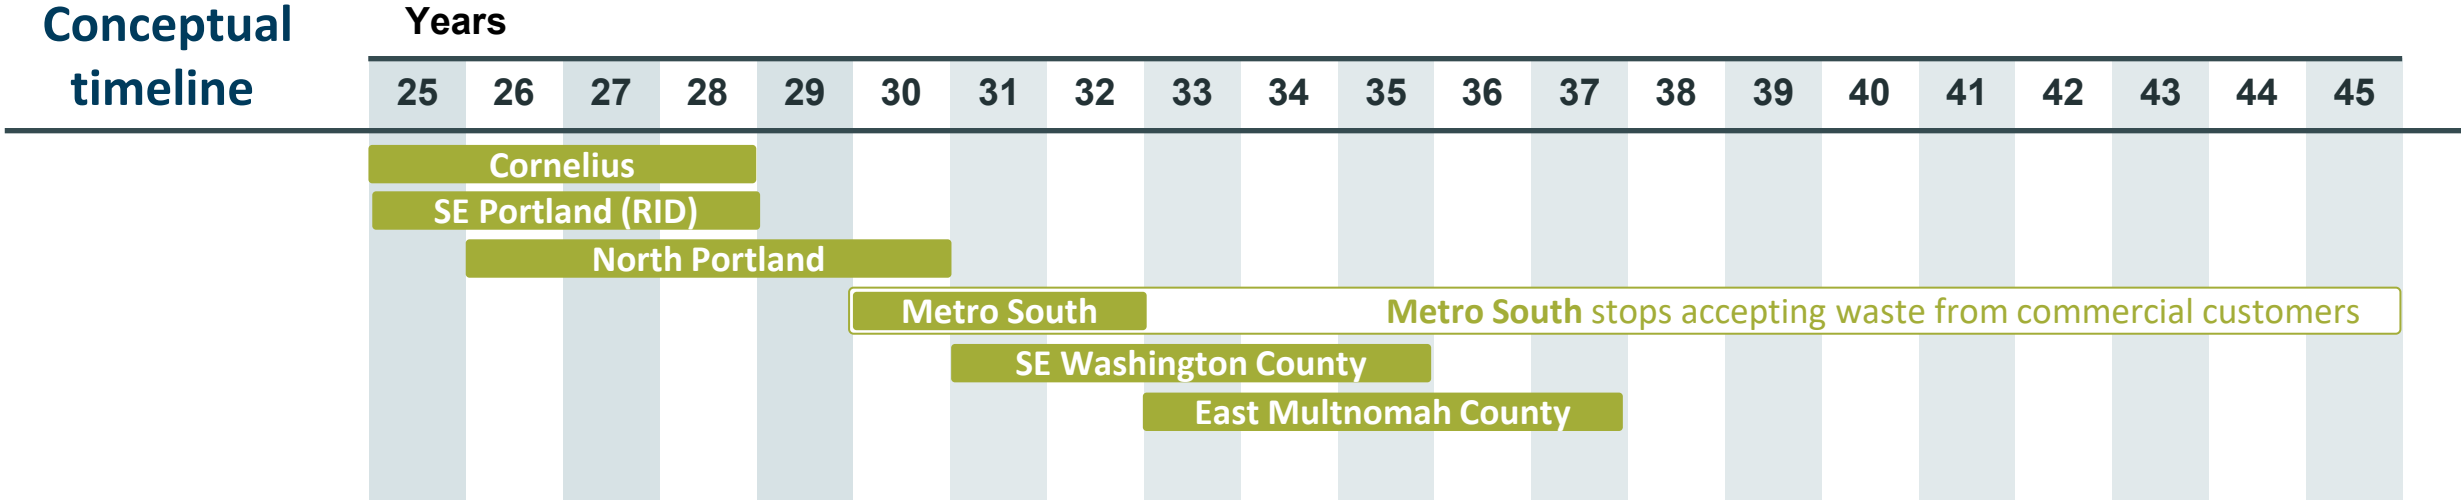 Conceptual
timeline
Years
25 26 27 28 29 30 31 32 33 34 35 36 37 38 39 40 41 42 43 44 45
Cornelius
SE Portland (RID)
North Portland
Metro South Metro South stops accepting waste from commercial customers
SE Washington County
East Multnomah County